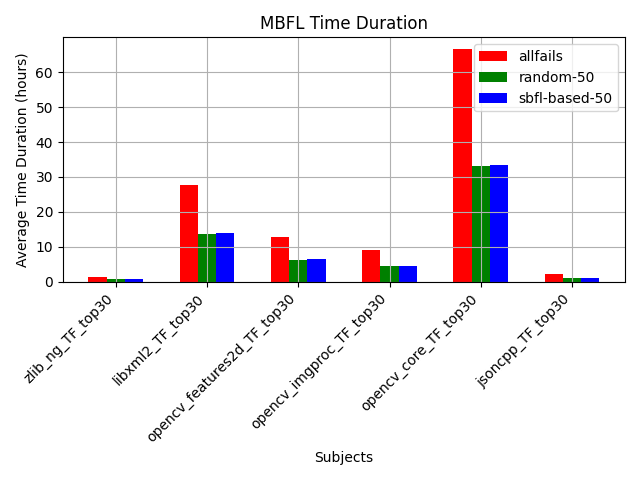 MBFL Time Duration
Average Time Duration (hours)
60
50
40
30
20
10
0
allfails
random-50
sbfl-based-50
zlib_ng_TF_top30
libxml2_TF_top30
opencv_features2d_TF_top30
opencv_imgproc_TF_top30
opencv_core_TF_top30
jsoncpp_TF_top30
Subjects